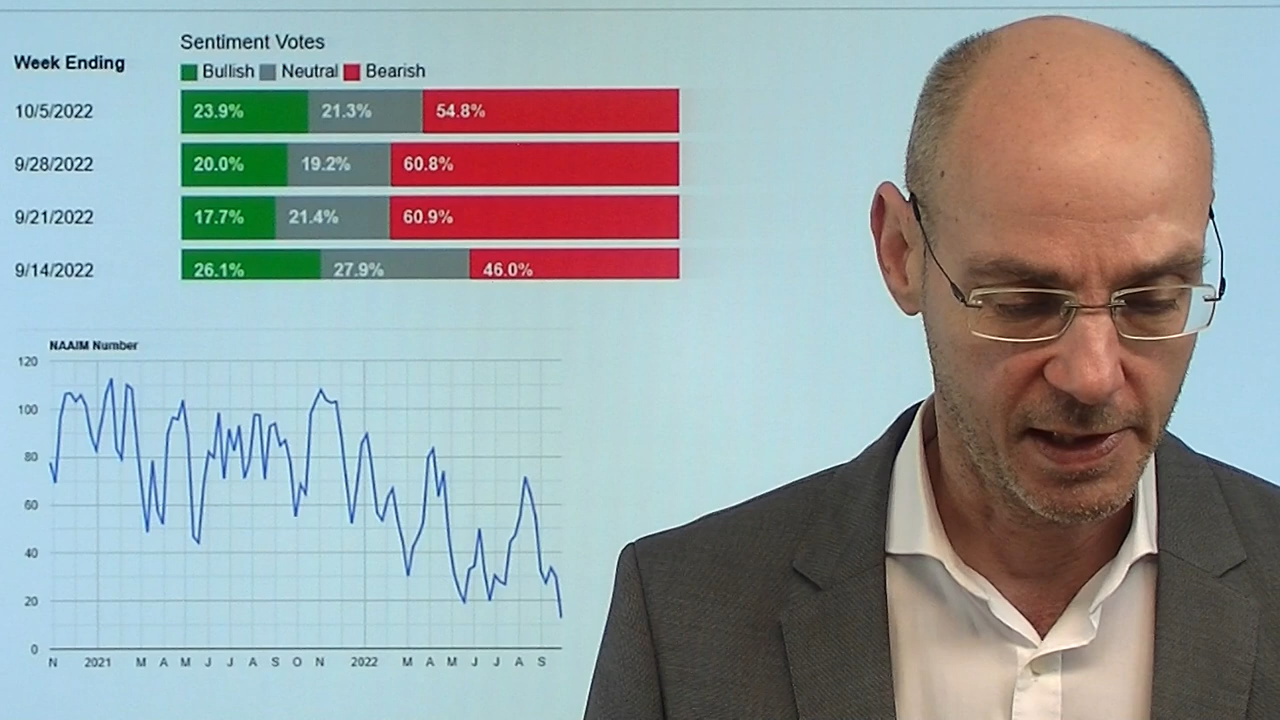 Sentiment Votes
Week Ending
Bullish Neutral Bearish
10/5/2022 23.9% 21.3% 54.8%
9/28/2022 20.0% 19.2% 60.8%
9/21/2022 17.7% 21.4% 60.9%
9/14/2022 26.1% 27.9% 46.0%
NAAIM Number
120
100
80
60
40
20
0
N 2021 M A M J J A S O N 2022 M A M J J A S